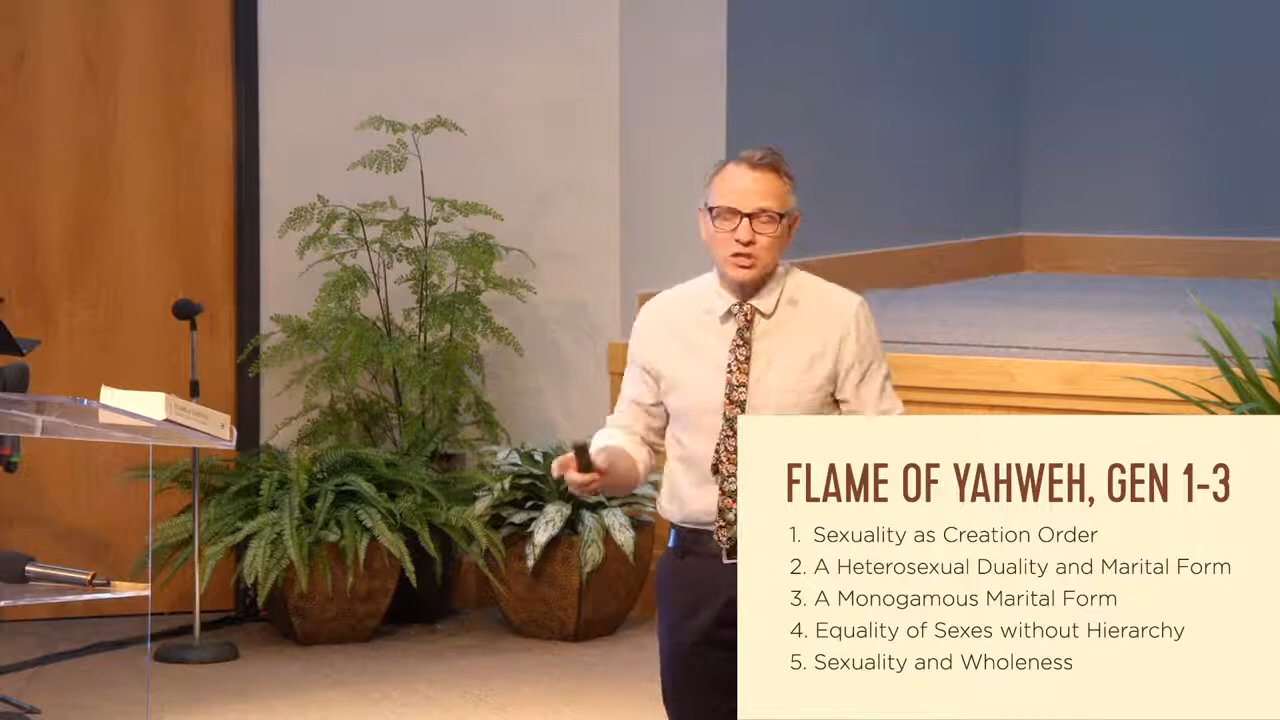 FLAME OF YAHWEH, GEN 1-3
1. Sexuality as Creation Order
2. A Heterosexual Duality and Marital Form
3. A Monogamous Marital Form
4. Equality of Sexes without Hierarchy
5. Sexuality and Wholeness